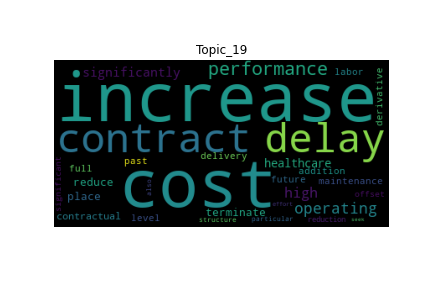 Topic_19
significantly
performance
labor
derivative
increase
contract
delay
delivery
past
healthcare
full
addition
reduce
cost
future
maintenance
significant
also
place
high
offset
operating
contractual
level
terminate
effort
structure
particular
reduction